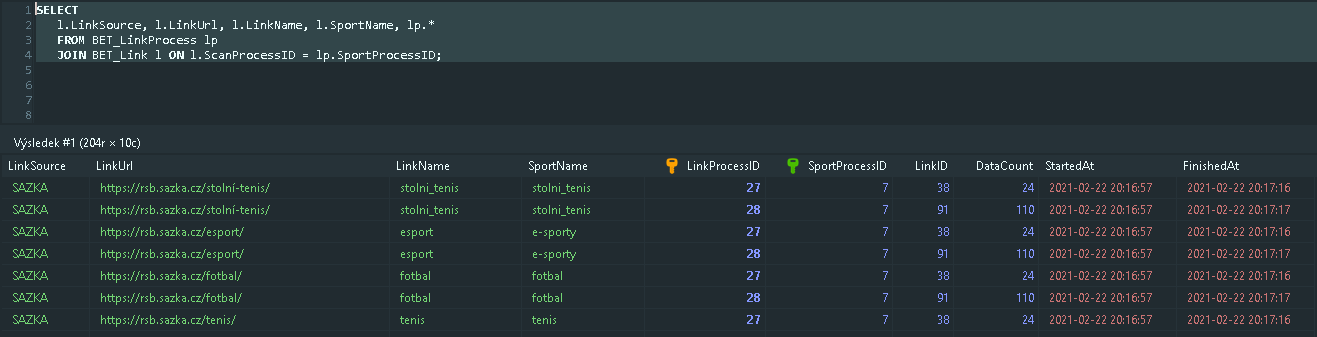 1 SELECT
2 l.LinkSource, l.LinkUrl, l.LinkName, l.SportName, lp.*
3 FROM BET_LinkProcess lp
4 JOIN BET_Link l ON l.ScanProcessID = lp.SportProcessID;
5
6
7
8
Výsledek #1 (204r × 10c)
LinkSource LinkUrl LinkName SportName LinkProcessID SportProcessID LinkID DataCount StartedAt FinishedAt
SAZKA https://rsb.sazka.cz/stolní-tenis/ stolni_tenis stolni_tenis 27 7 38 24 2021-02-22 20:16:57 2021-02-22 20:17:16
SAZKA https://rsb.sazka.cz/stolní-tenis/ stolni_tenis stolni_tenis 28 7 91 110 2021-02-22 20:16:57 2021-02-22 20:17:17
SAZKA https://rsb.sazka.cz/esport/ esport e-sporty 27 7 38 24 2021-02-22 20:16:57 2021-02-22 20:17:16
SAZKA https://rsb.sazka.cz/esport/ esport e-sporty 28 7 91 110 2021-02-22 20:16:57 2021-02-22 20:17:17
SAZKA https://rsb.sazka.cz/fotbal/ fotbal fotbal 27 7 38 24 2021-02-22 20:16:57 2021-02-22 20:17:16
SAZKA https://rsb.sazka.cz/fotbal/ fotbal fotbal 28 7 91 110 2021-02-22 20:16:57 2021-02-22 20:17:17
SAZKA https://rsb.sazka.cz/tenis/ tenis tenis 27 7 38 24 2021-02-22 20:16:57 2021-02-22 20:17:16